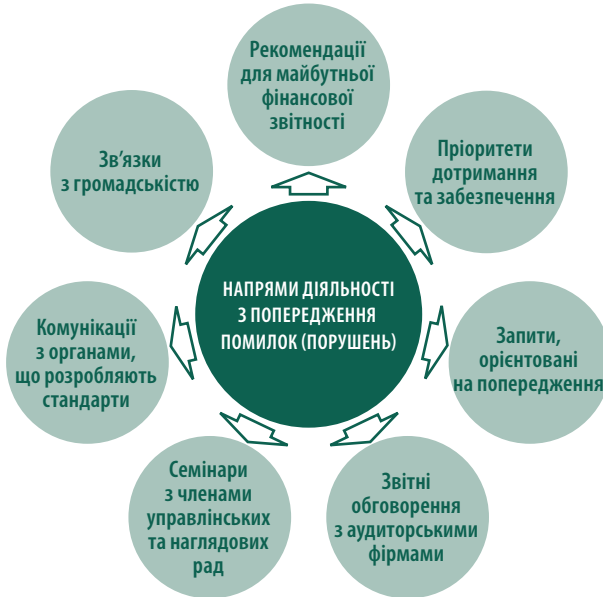 Рекомендації
для майбутньої
фінансової
звітності
Пріоритети
дотримання
та забезпечення
Запити,
орієнтовані
на попередження
Звітні
обговорення
з аудиторськими
фірмами
Семінари
з членами
управлінських
та наглядових
рад
Комунікації
з органами,
що розробляють
стандарти
Зв’язки
з громадськістю
НАПРЯМИ ДІЯЛЬНОСТІ
З ПОПЕРЕДЖЕННЯ
ПОМИЛОК (ПОРУШЕНЬ)